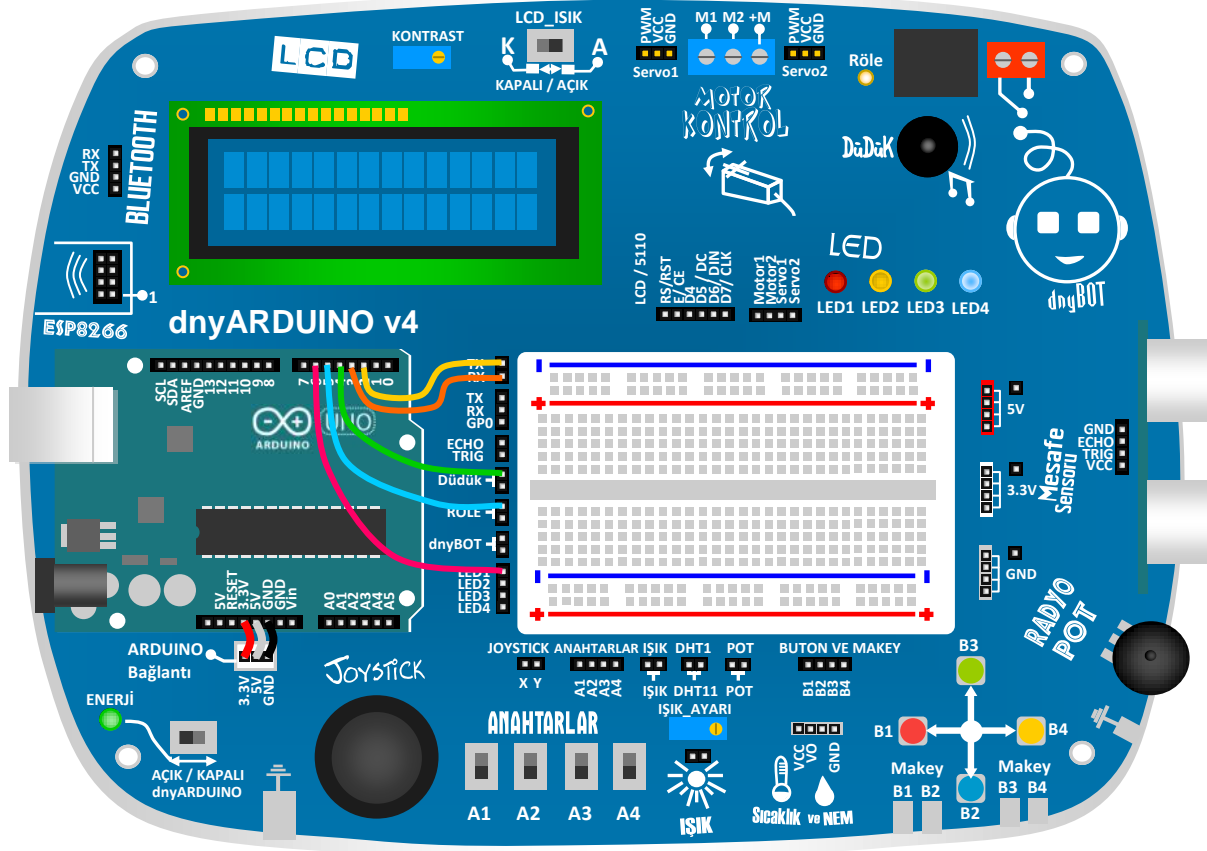 LCD
KONTRAST
LCD_ISIK
K A
KAPALI / AÇIK
PWM
VCC
GND
Servo1
M1 M2 +M
PWM
VCC
GND
Servo2
Röle
MOTOR
KONTROL
DüDüK
RX
TX
GND
VCC
BLUETOOTH
1
ESP8266
dnyARDUINO v4
LCD / 5110
RS/RST
E/ CE
D4
D5 / DC
D6/ DIN
D7/ CLK
Motor1
Motor2
Servo1
Servo2
LED
LED1 LED2 LED3 LED4
dnyBOT
SCL
SDA
AREF
GND
13
12
11
10
9
8
7
1
0
UNO
ARDUINO
TX
RX
GP0
ECHO
TRIG
Düdük
ROLE
dnyBOT
LED2
LED3
LED4
5V
3.3V
GND
Mesafe
Sensoru
GND
ECHO
TRIG
VCC
RADYO
POT
5V
RESET
3.3V
5V
GND
GND
Vin
A0
A1
A2
A3
A4
A5
ARDUINO
Bağlantı
3.3V
5V
GND
ENERJİ
AÇIK / KAPALI
dnyARDUINO
JOYSTİCK
JOYSTICK ANAHTARLAR IŞIK DHT1 POT
X Y
A1
A2
A3
A4
IŞIK DHT11 POT
IŞIK_AYARI
ANAHTARLAR
A1 A2 A3 A4
IŞIK
BUTON VE MAKEY
B1
B2
B3
B4
VCC
VO
GND
Sıcaklık ve NEM
B3
B1 B4
B2
Makey
B1 B2
Makey
B3 B4